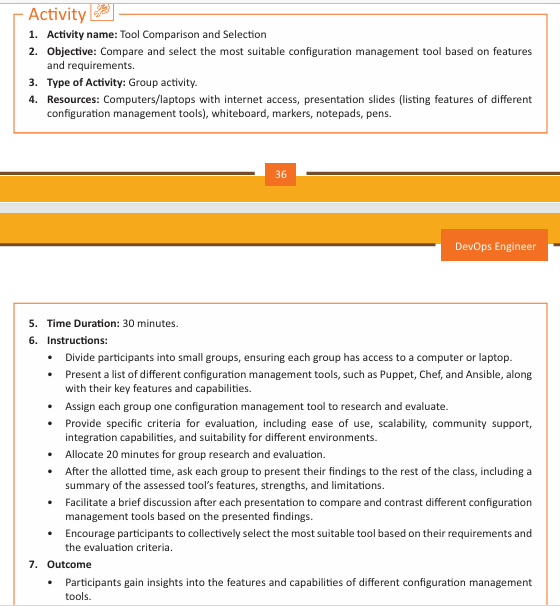 Activity
1. Activity name: Tool Comparison and Selection
2. Objective: Compare and select the most suitable configuration management tool based on features
and requirements.
3. Type of Activity: Group activity.
4. Resources: Computers/laptops with internet access, presentation slides (listing features of different
configuration management tools), whiteboard, markers, notepads, pens.
36
DevOps Engineer
5. Time Duration: 30 minutes.
6. Instructions:
• Divide participants into small groups, ensuring each group has access to a computer or laptop.
• Present a list of different configuration management tools, such as Puppet, Chef, and Ansible, along
with their key features and capabilities.
• Assign each group one configuration management tool to research and evaluate.
• Provide specific criteria for evaluation, including ease of use, scalability, community support,
integration capabilities, and suitability for different environments.
• Allocate 20 minutes for group research and evaluation.
• After the allotted time, ask each group to present their findings to the rest of the class, including a
summary of the assessed tool's features, strengths, and limitations.
• Facilitate a brief discussion after each presentation to compare and contrast different configuration
management tools based on the presented findings.
• Encourage participants to collectively select the most suitable tool based on their requirements and
the evaluation criteria.
7. Outcome
• Participants gain insights into the features and capabilities of different configuration management
tools.